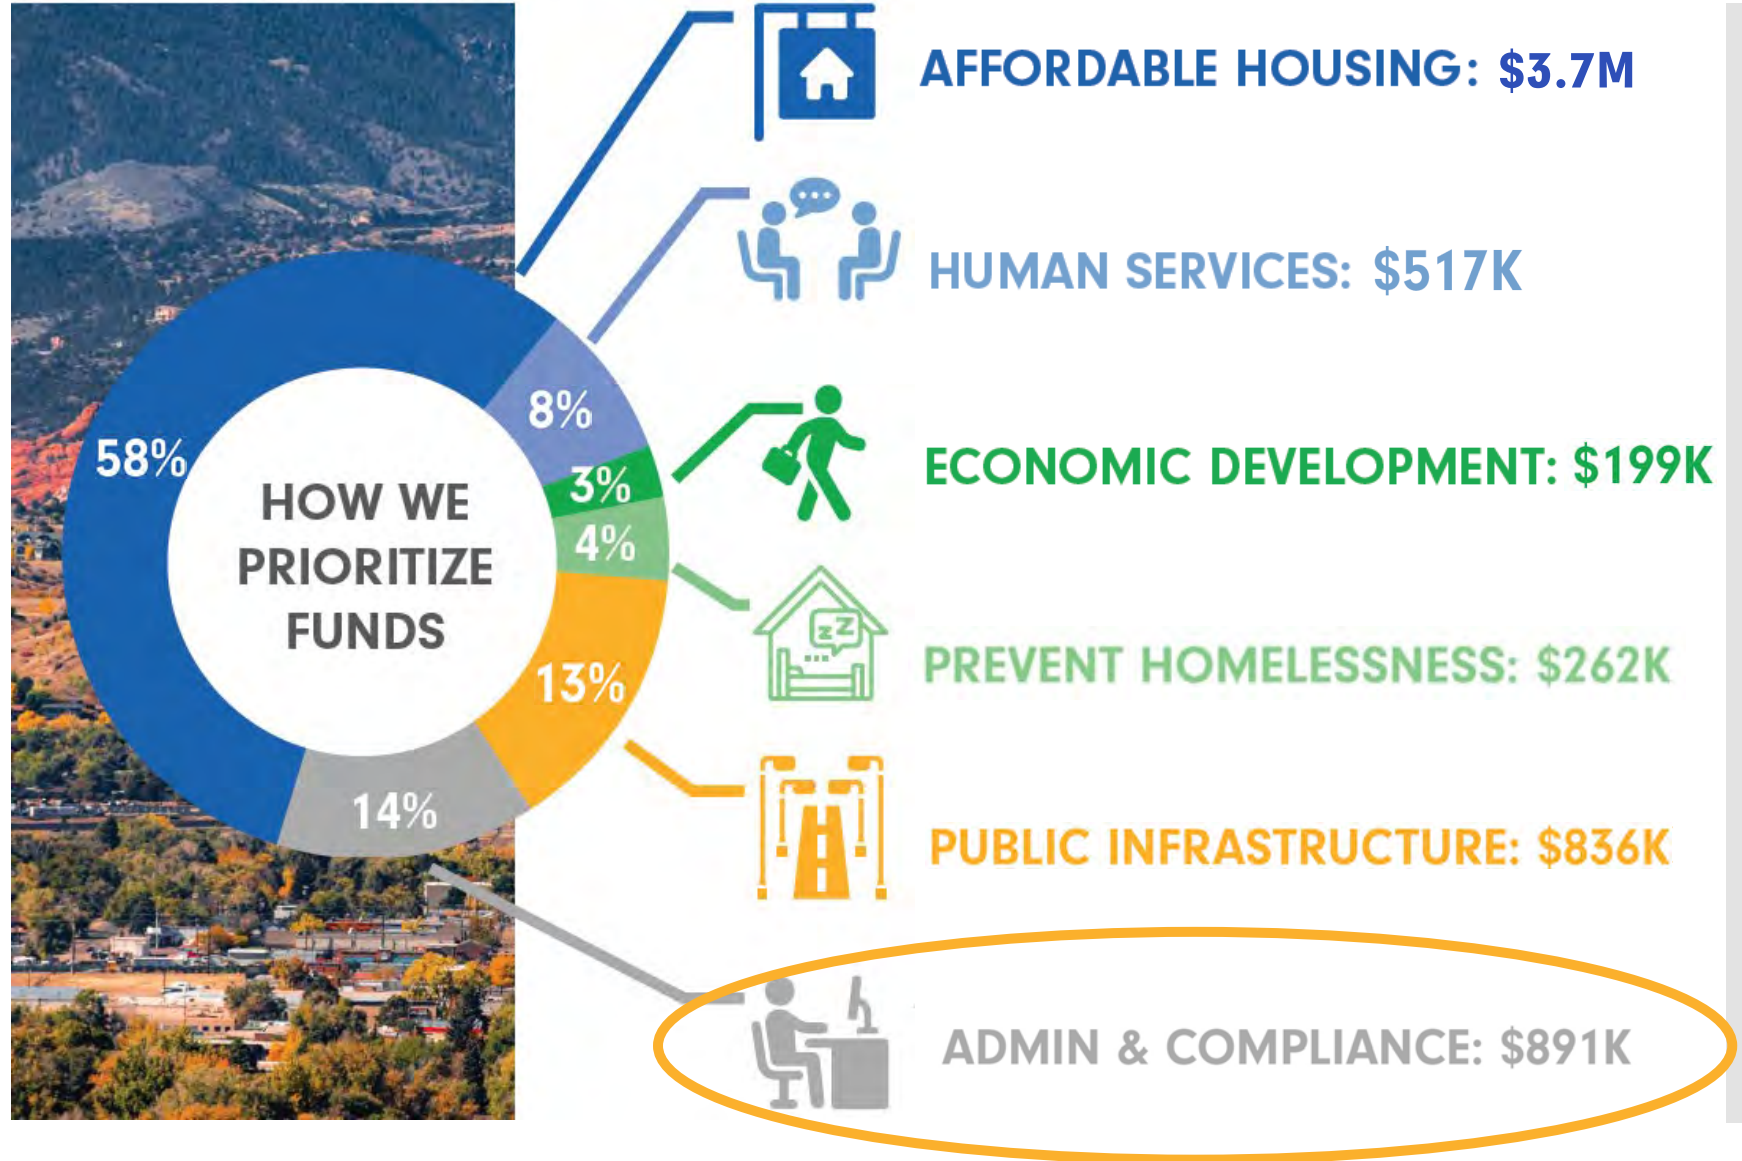 AFFORDABLE HOUSING: $3.7M
HUMAN SERVICES: $517K
8%
58%
3%
ECONOMIC DEVELOPMENT: $199K
HOW WE
PRIORITIZE
FUNDS
4%
zZ
PREVENT HOMELESSNESS: $262K
13%
14%
PUBLIC INFRASTRUCTURE: $836K
ADMIN & COMPLIANCE: $891K